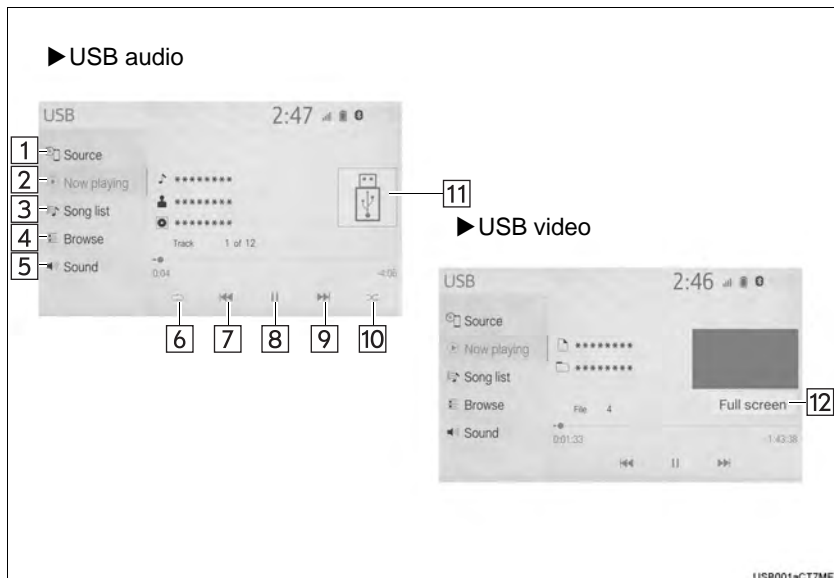 ▶USB audio
USB 2:47
1 Source
2 Now playing
3 Song list
4 Browse
5 Sound
********
********
********
Track 1 of 12
0:04 -4:06
6 7 8 9 10
11
▶USB video
USB 2:46
Source
Now playing
Song list
Browse
Sound
********
********
File 4
Full screen 12
0:01:33 -1:43:38
USB001aCTZME